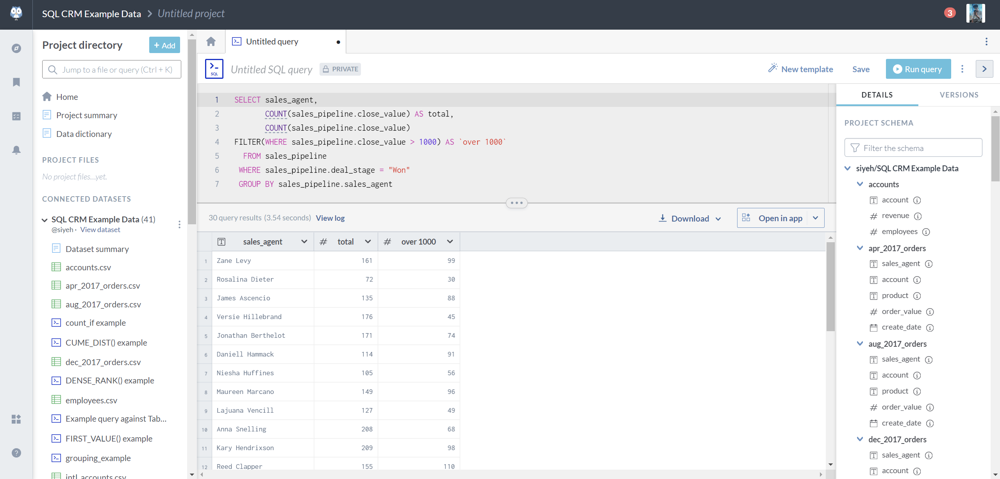 SQL CRM Example Data > Untitled project
3
Project directory
+ Add
Jump to a file or query (Ctrl + K)
Home
Project summary
Data dictionary
PROJECT FILES
No project files...yet.
CONNECTED DATASETS
SQL CRM Example Data (41)
@siyeh · View dataset
Dataset summary
accounts.csv
apr_2017_orders.csv
aug_2017_orders.csv
count_if example
CUME_DIST() example
dec_2017_orders.csv
DENSE_RANK() example
employees.csv
Example query against Tab...
FIRST_VALUE() example
grouping_example
intl_accounts.csv
Untitled query
SQL
Untitled SQL query
PRIVATE
New template
Save
Run query
1 SELECT sales_agent,
2 COUNT(sales_pipeline.close_value) AS total,
3 COUNT(sales_pipeline.close_value)
4 FILTER(WHERE sales_pipeline.close_value > 1000) AS `over 1000`
5 FROM sales_pipeline
6 WHERE sales_pipeline.deal_stage = "Won"
7 GROUP BY sales_pipeline.sales_agent
30 query results (3.54 seconds) View log
Download
Open in app
sales_agent # total # over 1000
1 Zane Levy 161 99
2 Rosalina Dieter 72 30
3 James Ascencio 135 88
4 Versie Hillebrand 176 45
5 Jonathan Berthelot 171 74
6 Daniell Hammack 114 91
7 Niesha Huffines 105 56
8 Maureen Marcano 149 96
9 Lajuana Vencill 127 49
10 Anna Snelling 208 68
11 Kary Hendrixson 209 98
12 Reed Clapper 155 110
DETAILS
VERSIONS
PROJECT SCHEMA
Filter the schema
siyeh/SQL CRM Example Data
accounts
account
# revenue
# employees
apr_2017_orders
sales_agent
account
product
# order_value
create_date
aug_2017_orders
sales_agent
account
product
# order_value
create_date
dec_2017_orders
sales_agent
account